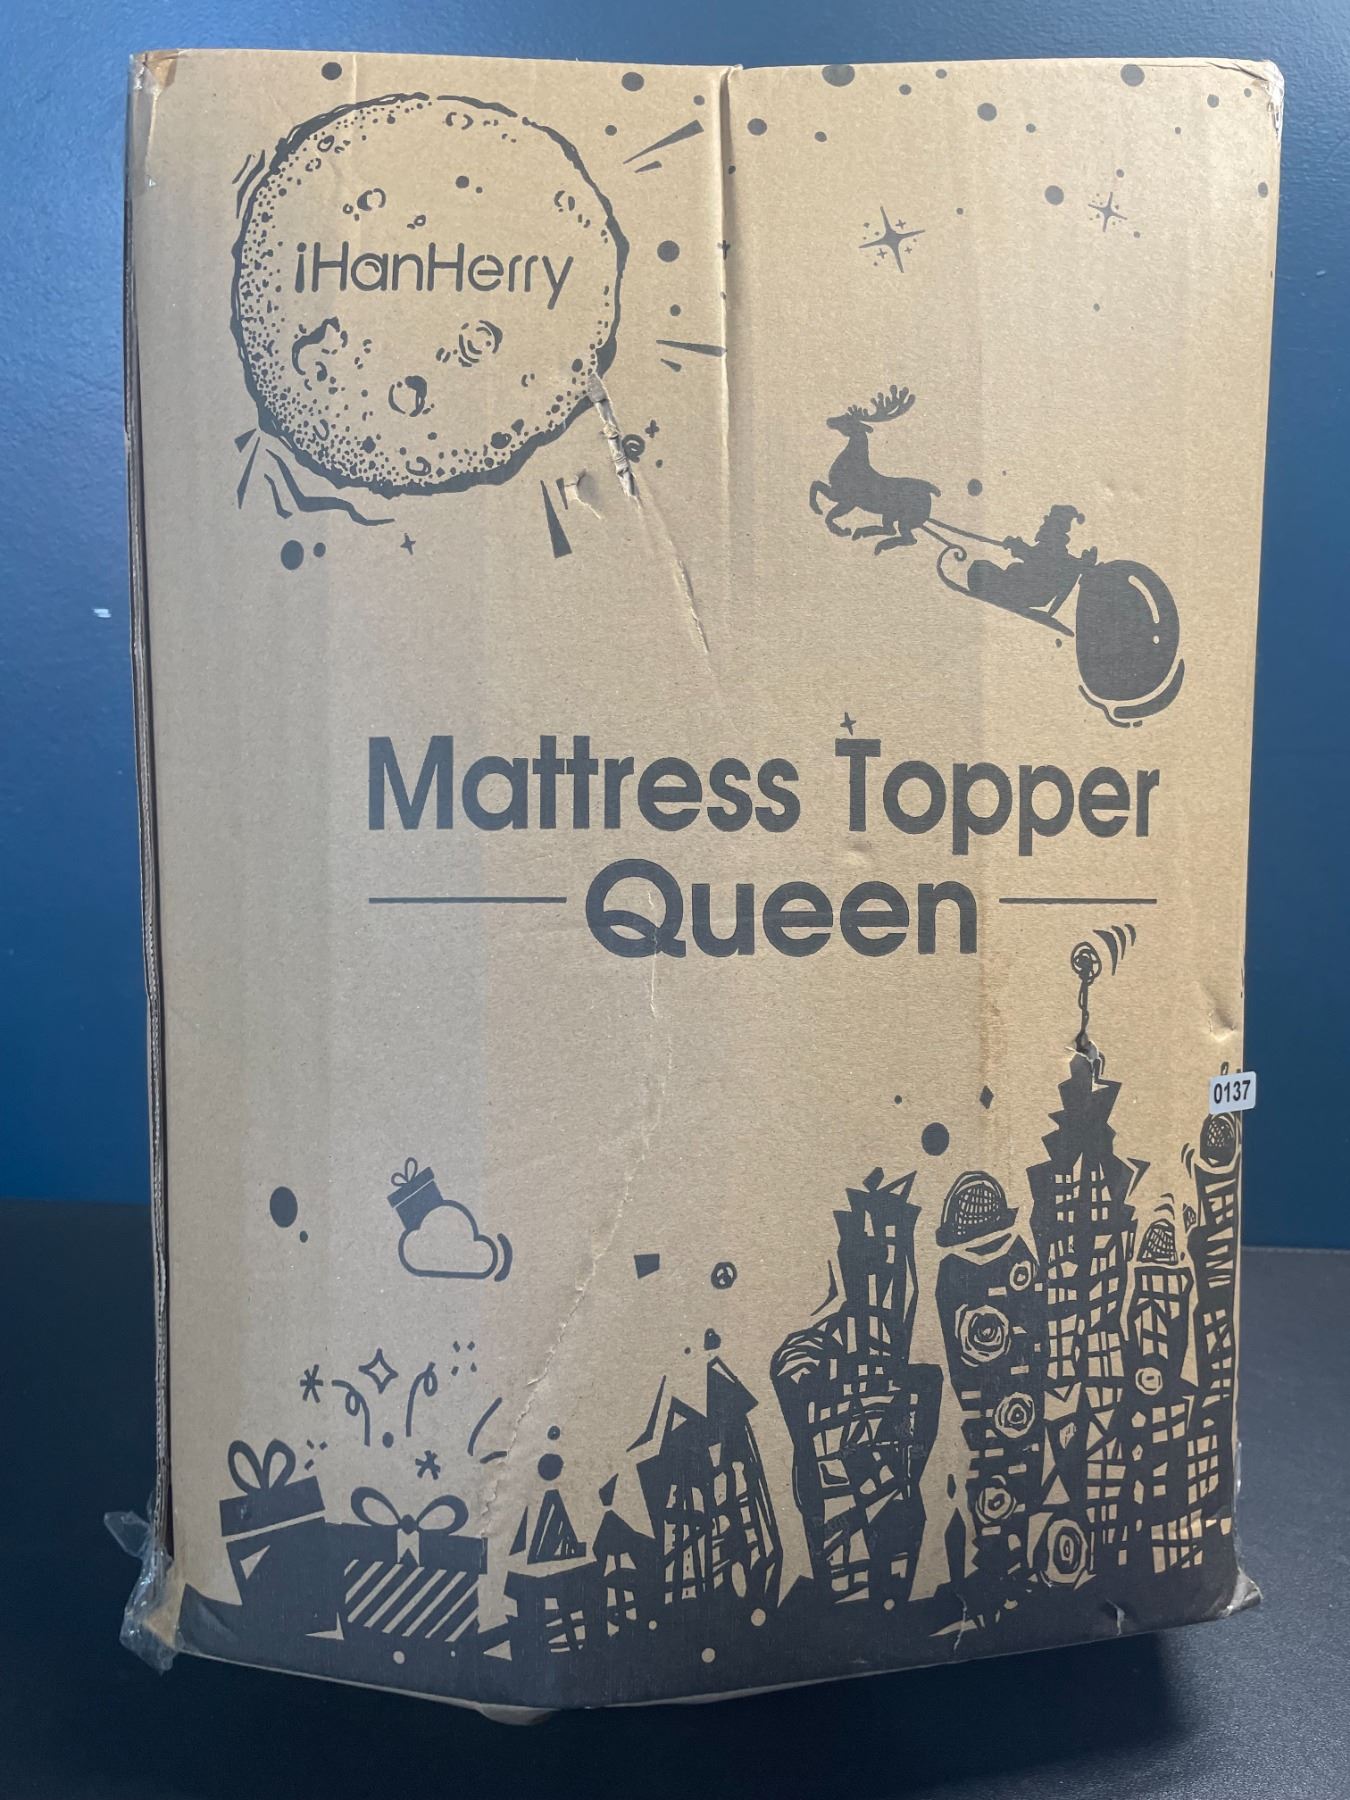 iHanHerry
Mattress Topper
Queen
0137